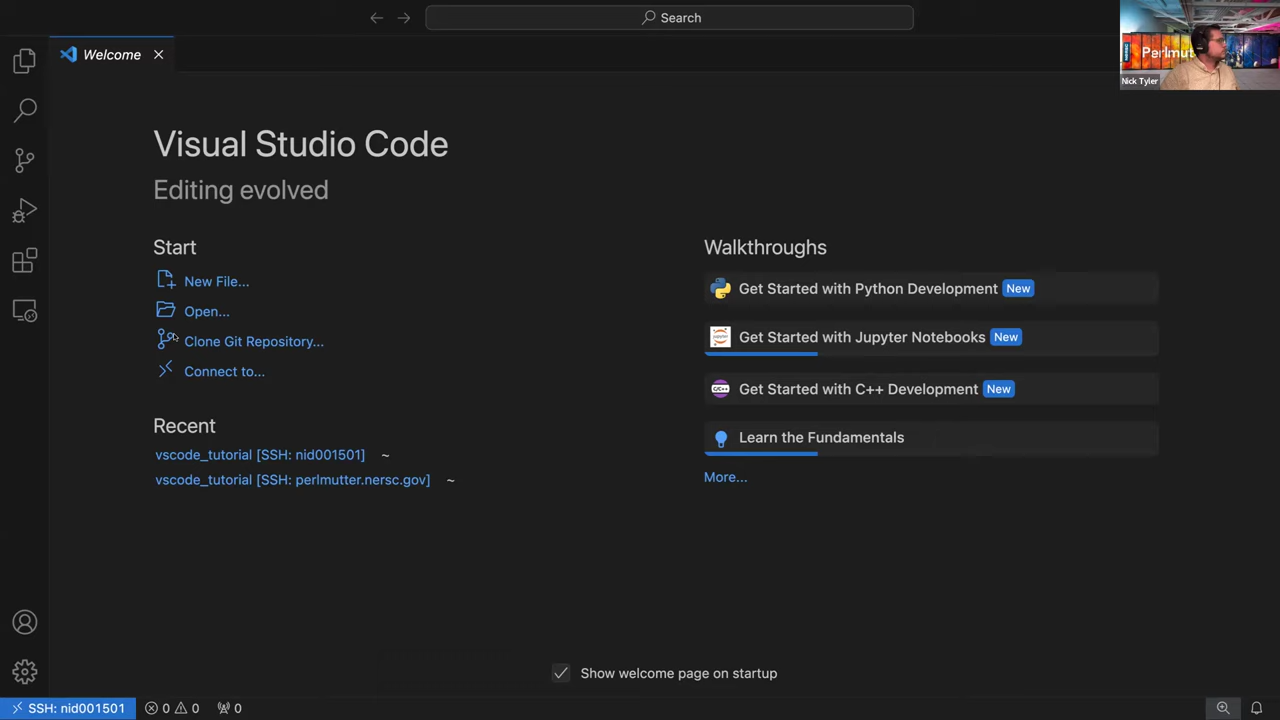 Search
Welcome
Perlmut
Nick Tyler
Visual Studio Code
Editing evolved
Start
New File...
Open...
Clone Git Repository...
Connect to...
Recent
vscode_tutorial [SSH: nid001501] ~
vscode_tutorial [SSH: perlmutter.nersc.gov] ~
Walkthroughs
Get Started with Python Development New
Get Started with Jupyter Notebooks New
Get Started with C++ Development New
Learn the Fundamentals
More...
Show welcome page on startup
SSH: nid001501 0 0 0